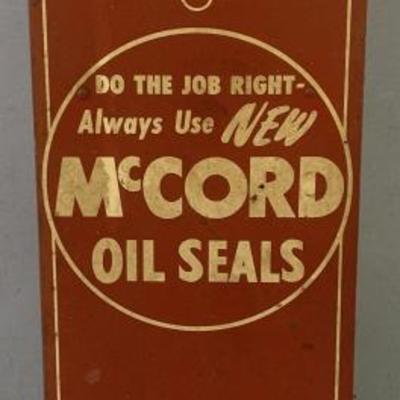 DO THE JOB RIGHT-
Always Use NEW
McCORD
OIL SEALS